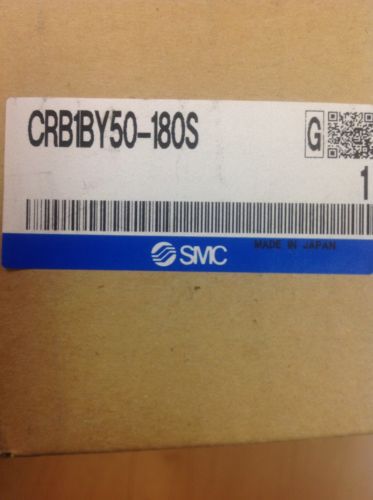 CRB1BY50-180S
G
1
SMC
MADE IN JAPAN